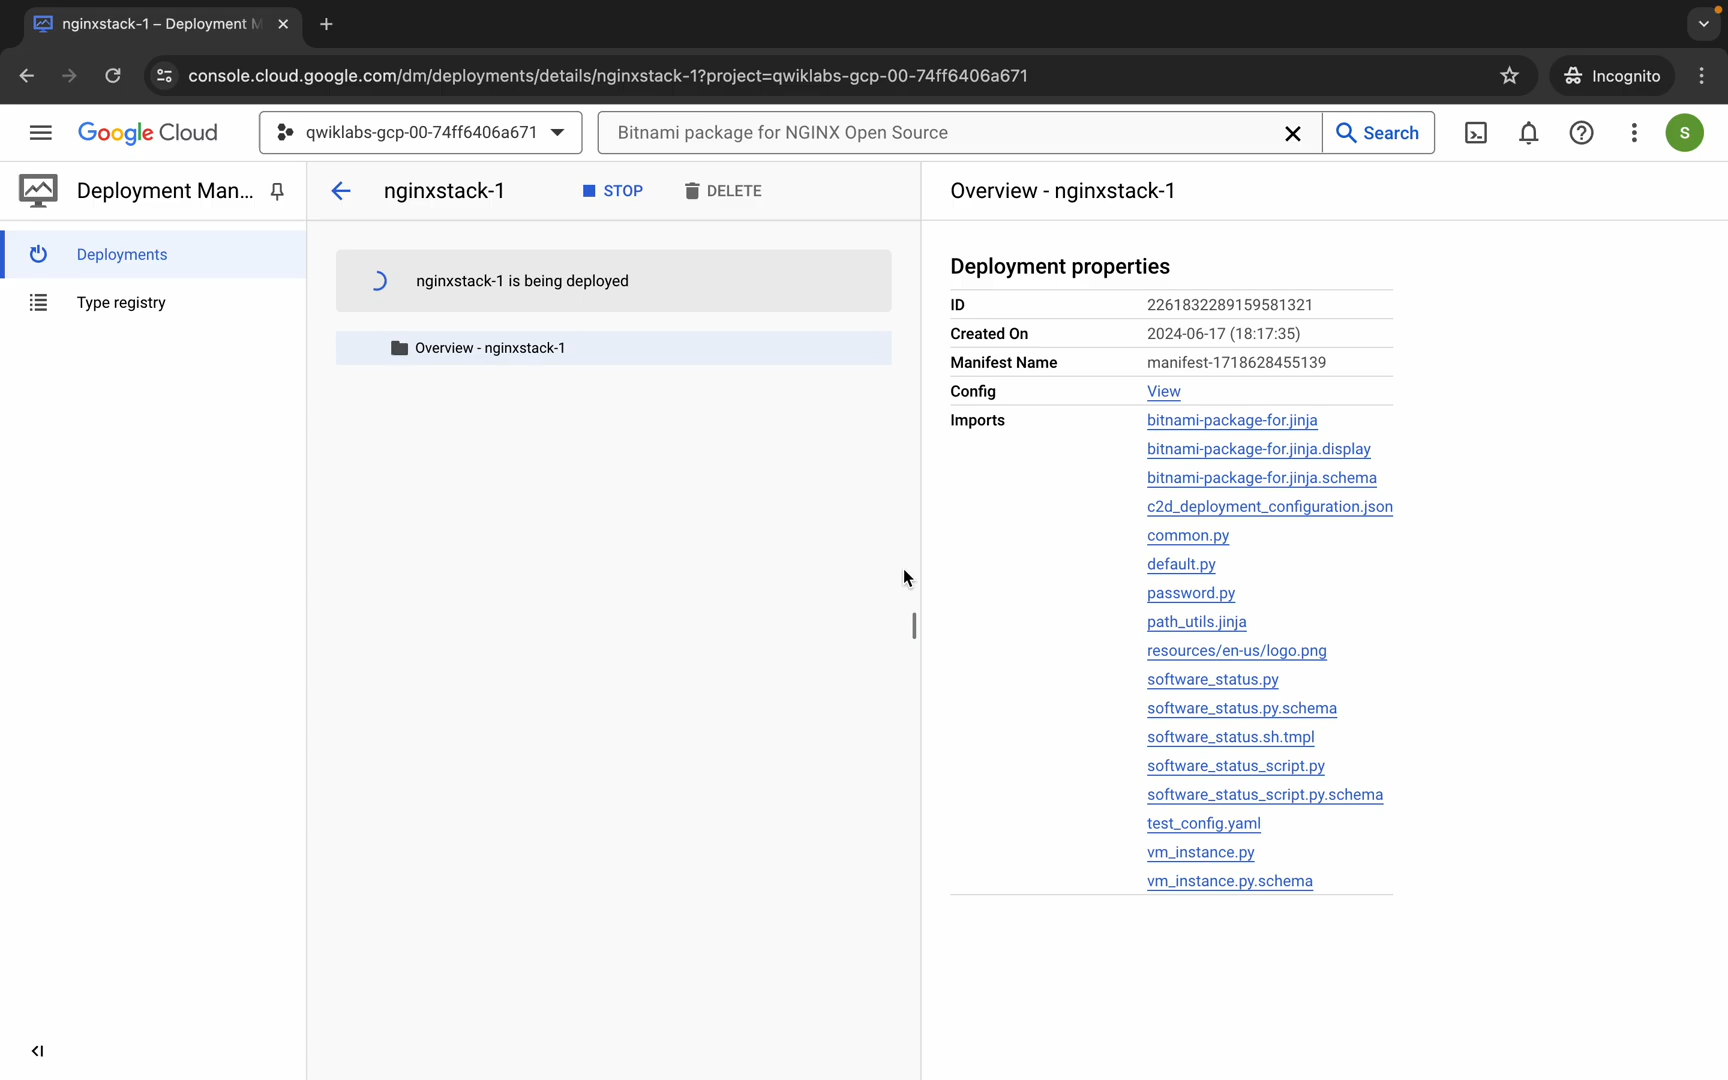 nginxstack-1 – Deployment M
console.cloud.google.com/dm/deployments/details/nginxstack-1?project=qwiklabs-gcp-00-74ff6406a671
Incognito
Google Cloud
qwiklabs-gcp-00-74ff6406a671
Bitnami package for NGINX Open Source
Search
S
Deployment Man...
nginxstack-1
STOP
DELETE
Overview - nginxstack-1
Deployments
Type registry
nginxstack-1 is being deployed
Overview - nginxstack-1
Deployment properties
ID 2261832289159581321
Created On 2024-06-17 (18:17:35)
Manifest Name manifest-1718628455139
Config View
Imports bitnami-package-for.jinja
bitnami-package-for.jinja.display
bitnami-package-for.jinja.schema
c2d_deployment_configuration.json
common.py
default.py
password.py
path_utils.jinja
resources/en-us/logo.png
software_status.py
software_status.py.schema
software_status.sh.tmpl
software_status_script.py
software_status_script.py.schema
test_config.yaml
vm_instance.py
vm_instance.py.schema